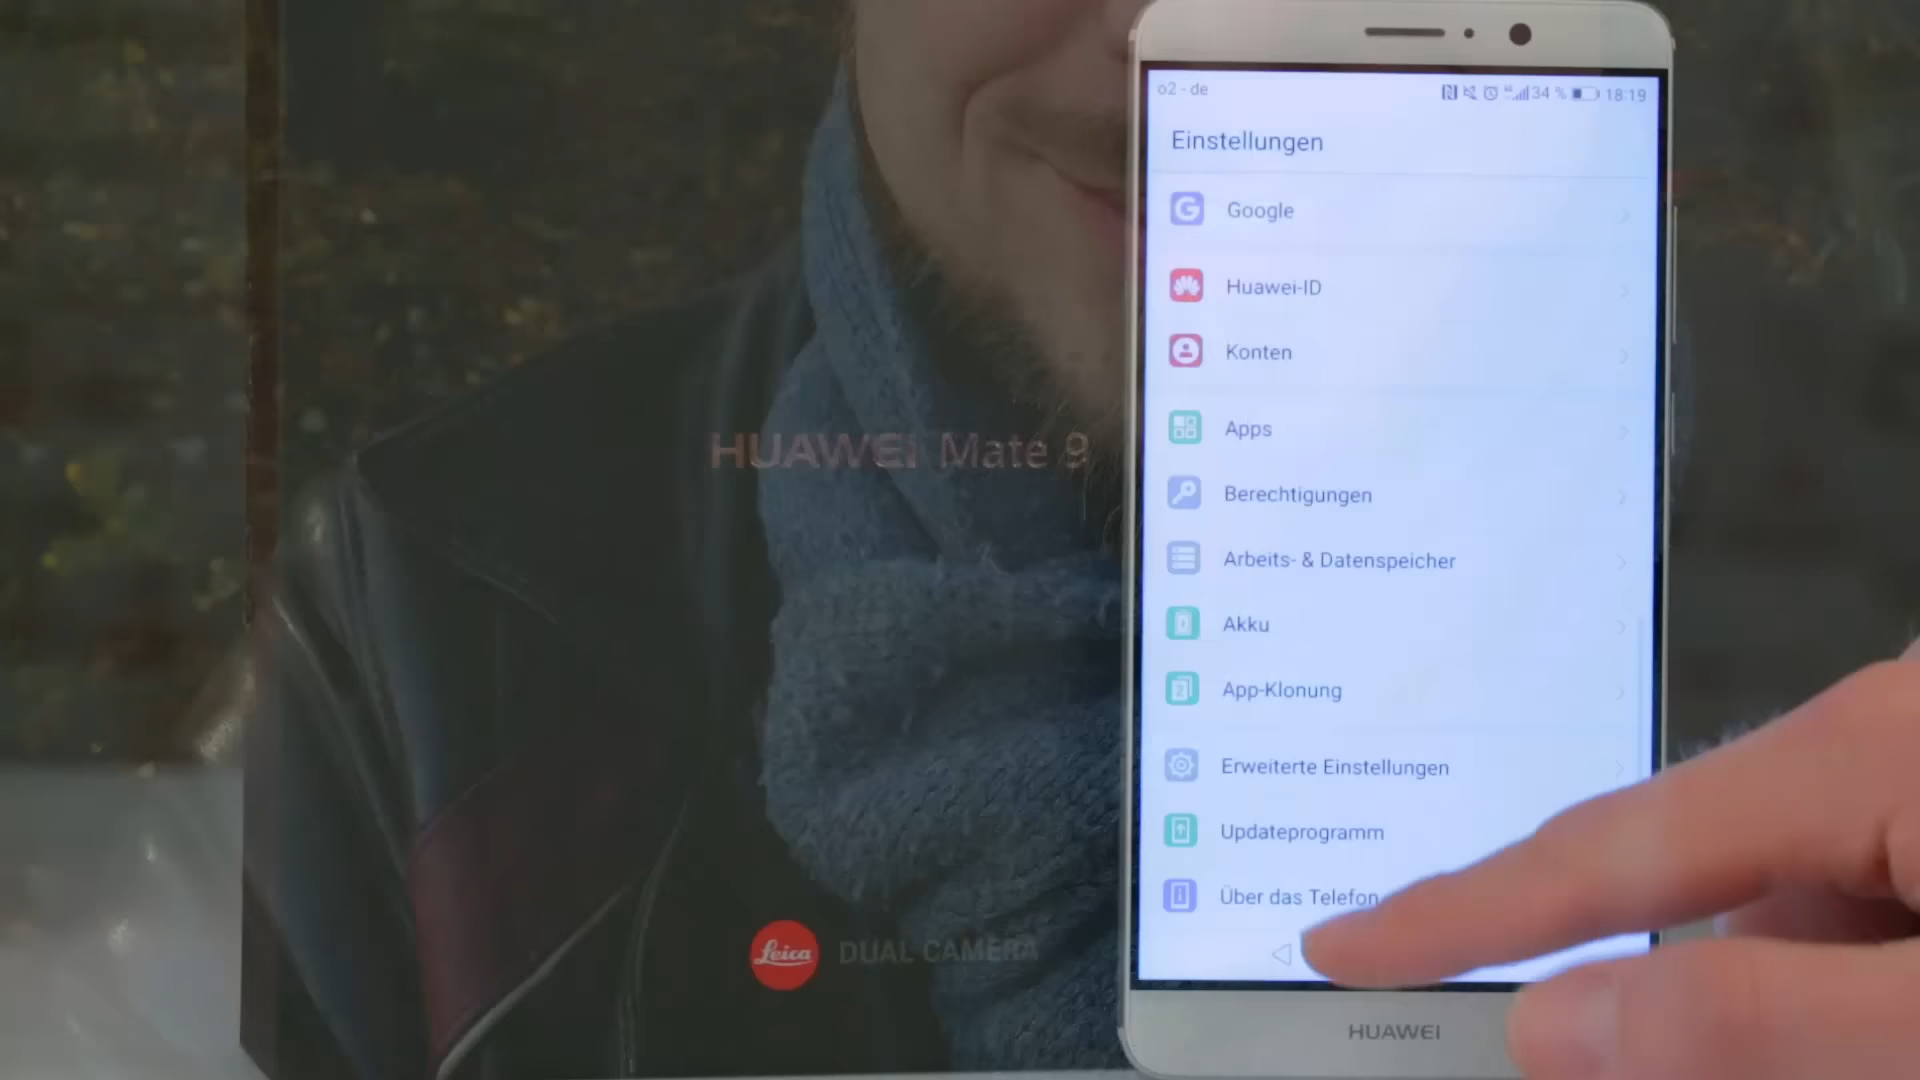 o2 - de
34 % 18:19
Einstellungen
Google
Huawei-ID
Konten
Apps
Berechtigungen
Arbeits- & Datenspeicher
Akku
App-Klonung
Erweiterte Einstellungen
Updateprogramm
Über das Telefon
HUAWEI
HUAWEI Mate 9
Leica DUAL CAMERA